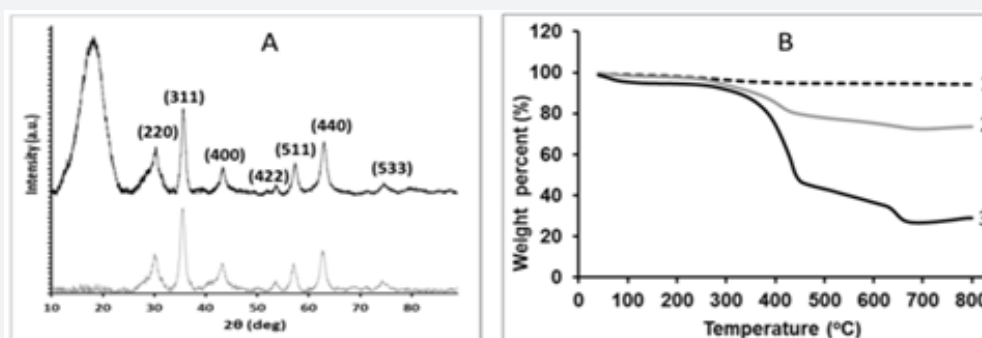 A
Intensity (a.u.)
(220)
(311)
(400)
(422)
(511)
(440)
(533)
10 20 30 40 50 60 70 80
2θ (deg)
B
Weight percent (%)
120
100
80
60
40
20
0
0 100 200 300 400 500 600 700 800
Temperature (°C)